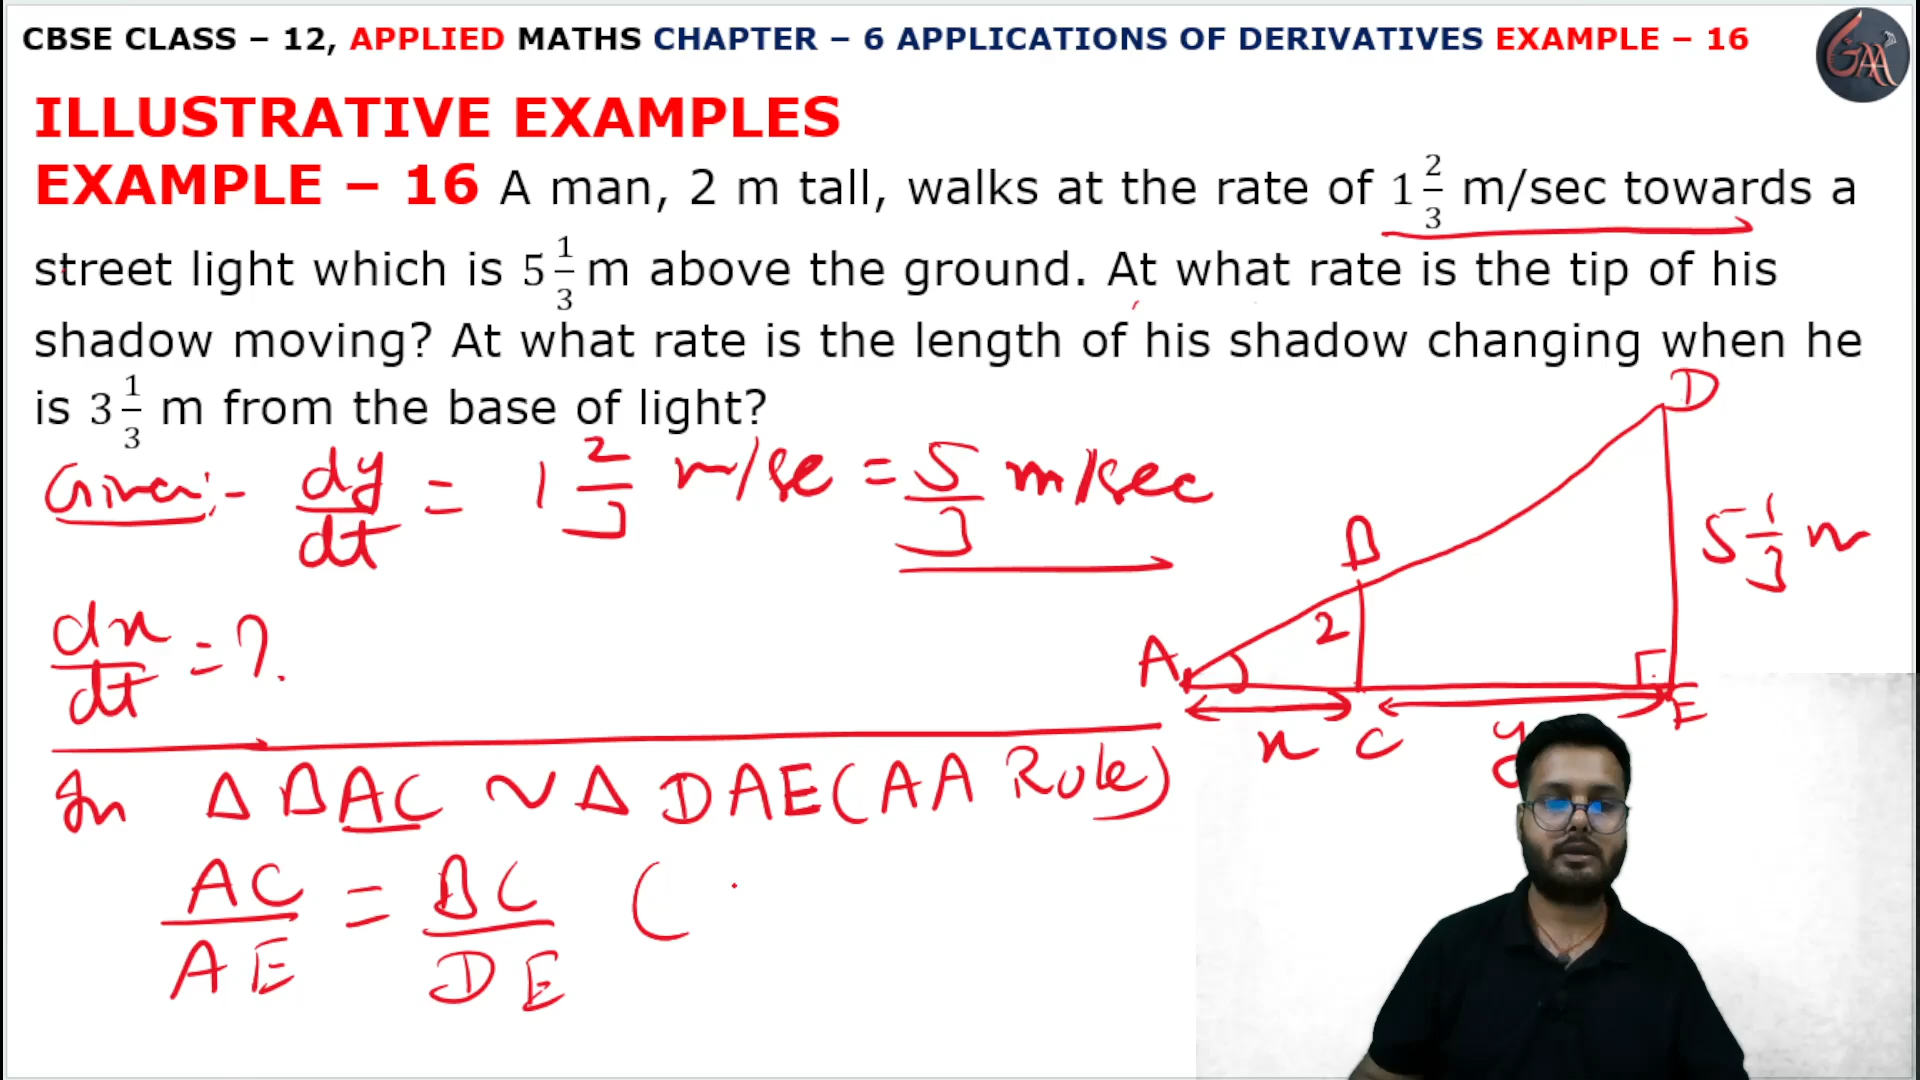 CBSE CLASS – 12, APPLIED MATHS CHAPTER – 6 APPLICATIONS OF DERIVATIVES EXAMPLE – 16
GAA
ILLUSTRATIVE EXAMPLES
EXAMPLE – 16 A man, 2 m tall, walks at the rate of 1 2/3 m/sec towards a
street light which is 5 1/3 m above the ground. At what rate is the tip of his
shadow moving? At what rate is the length of his shadow changing when he
is 3 1/3 m from the base of light?
Given:- dy/dt = 1 2/3 m/se = 5/3 m/sec
dx/dt = ?
D
5 1/3 m
B
2
A
E
x C y
In Δ BAC ~ Δ DAE (AA Rule)
AC/AE = BC/DE (